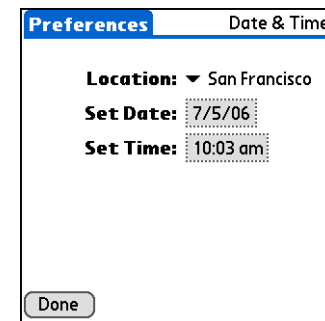 Preferences Date & Time
Location: San Francisco
Set Date: 7/5/06
Set Time: 10:03 am
Done